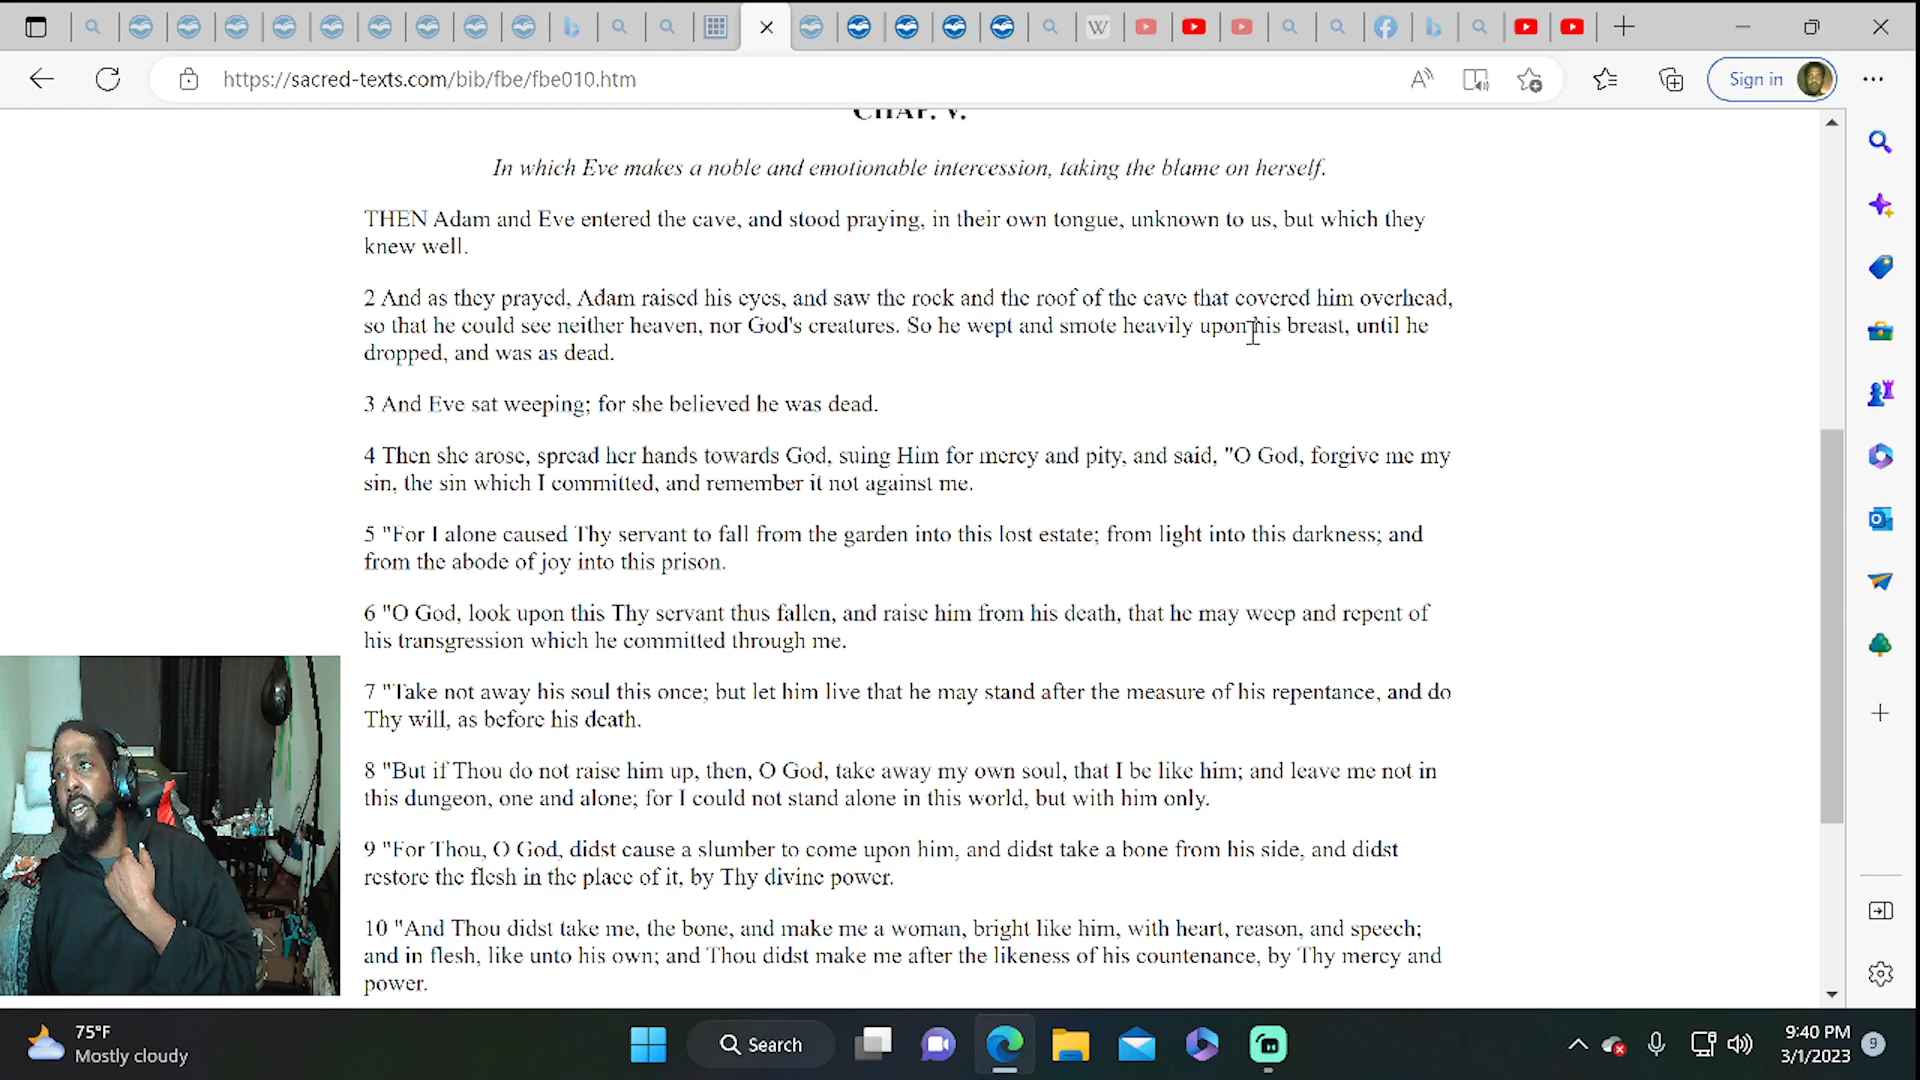 https://sacred-texts.com/bib/fbe/fbe010.htm
Sign in
CHAP. V.
In which Eve makes a noble and emotionable intercession, taking the blame on herself.
THEN Adam and Eve entered the cave, and stood praying, in their own tongue, unknown to us, but which they
knew well.
2 And as they prayed, Adam raised his eyes, and saw the rock and the roof of the cave that covered him overhead,
so that he could see neither heaven, nor God's creatures. So he wept and smote heavily upon his breast, until he
dropped, and was as dead.
3 And Eve sat weeping; for she believed he was dead.
4 Then she arose, spread her hands towards God, suing Him for mercy and pity, and said, "O God, forgive me my
sin, the sin which I committed, and remember it not against me.
5 "For I alone caused Thy servant to fall from the garden into this lost estate; from light into this darkness; and
from the abode of joy into this prison.
6 "O God, look upon this Thy servant thus fallen, and raise him from his death, that he may weep and repent of
his transgression which he committed through me.
7 "Take not away his soul this once; but let him live that he may stand after the measure of his repentance, and do
Thy will, as before his death.
8 "But if Thou do not raise him up, then, O God, take away my own soul, that I be like him; and leave me not in
this dungeon, one and alone; for I could not stand alone in this world, but with him only.
9 "For Thou, O God, didst cause a slumber to come upon him, and didst take a bone from his side, and didst
restore the flesh in the place of it, by Thy divine power.
10 "And Thou didst take me, the bone, and make me a woman, bright like him, with heart, reason, and speech;
and in flesh, like unto his own; and Thou didst make me after the likeness of his countenance, by Thy mercy and
power.
75°F
Mostly cloudy
Search
9:40 PM
3/1/2023
9